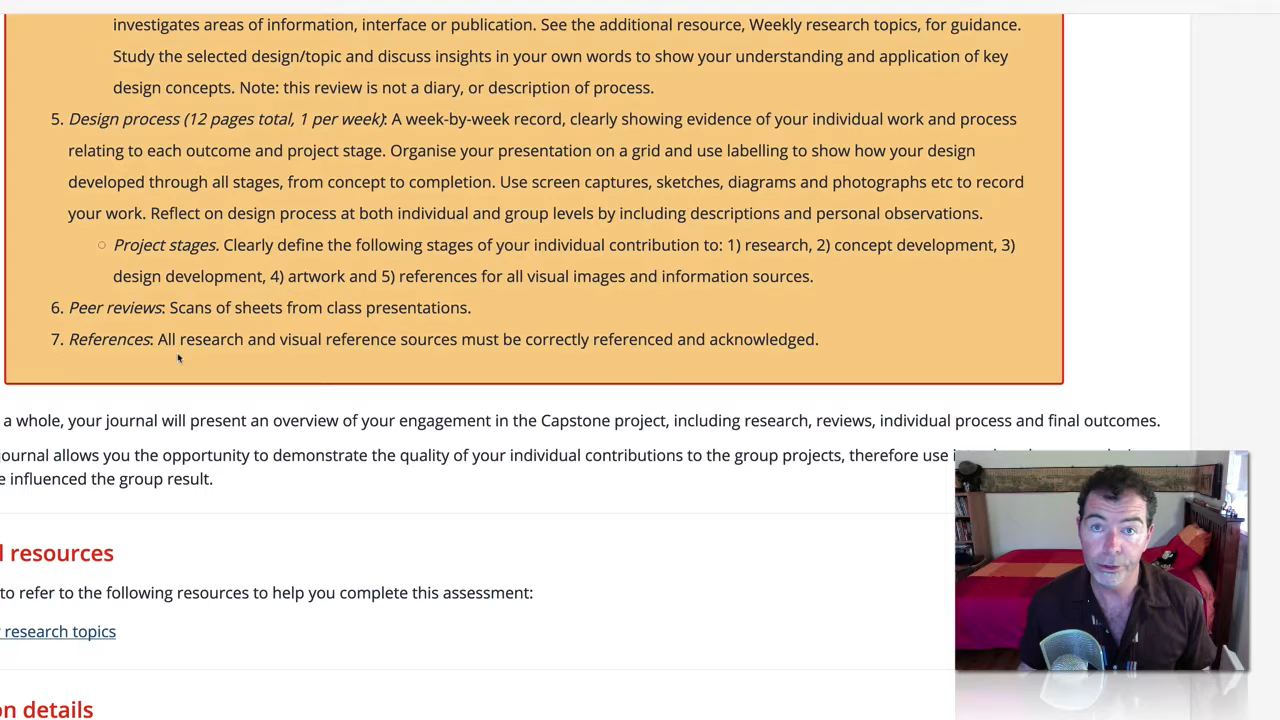 investigates areas of information, interface or publication. See the additional resource, Weekly research topics, for guidance.
Study the selected design/topic and discuss insights in your own words to show your understanding and application of key
design concepts. Note: this review is not a diary, or description of process.
5. Design process (12 pages total, 1 per week): A week-by-week record, clearly showing evidence of your individual work and process
relating to each outcome and project stage. Organise your presentation on a grid and use labelling to show how your design
developed through all stages, from concept to completion. Use screen captures, sketches, diagrams and photographs etc to record
your work. Reflect on design process at both individual and group levels by including descriptions and personal observations.
○ Project stages. Clearly define the following stages of your individual contribution to: 1) research, 2) concept development, 3)
design development, 4) artwork and 5) references for all visual images and information sources.
6. Peer reviews: Scans of sheets from class presentations.
7. References: All research and visual reference sources must be correctly referenced and acknowledged.
a whole, your journal will present an overview of your engagement in the Capstone project, including research, reviews, individual process and final outcomes.
journal allows you the opportunity to demonstrate the quality of your individual contributions to the group projects, therefore use
e influenced the group result.
l resources
to refer to the following resources to help you complete this assessment:
research topics
on details